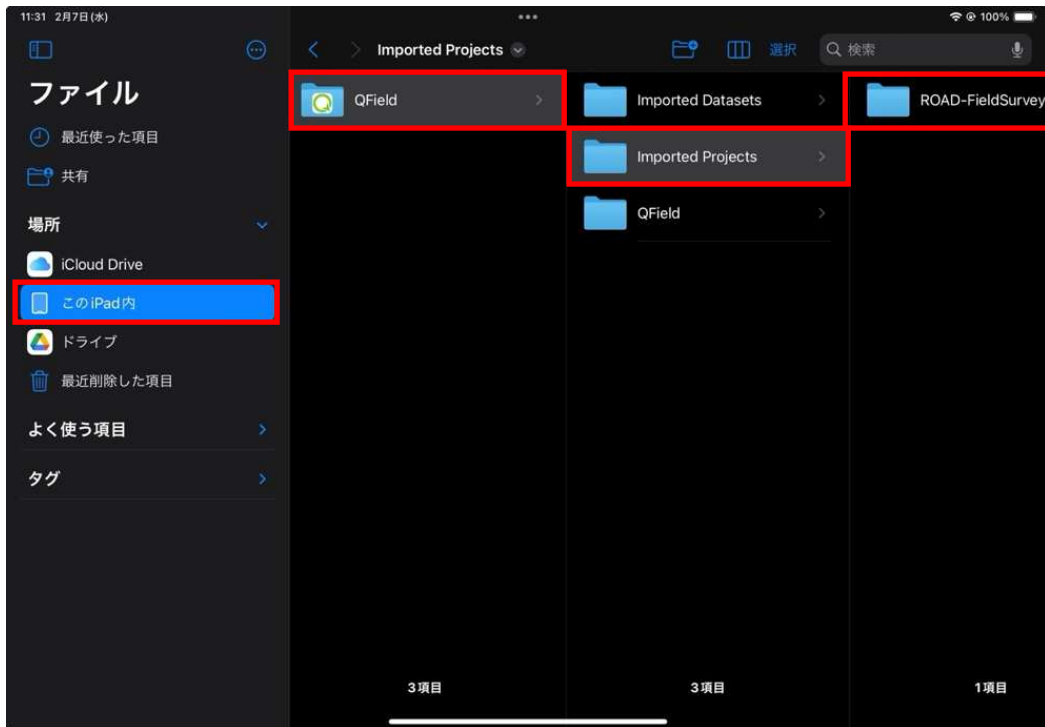 11:31 2月7日(水)
100%
Imported Projects
選択
検索
ファイル
最近使った項目
共有
場所
iCloud Drive
このiPad内
ドライブ
最近削除した項目
よく使う項目
タグ
QField
3項目
Imported Datasets
Imported Projects
QField
3項目
ROAD-FieldSurvey
1項目